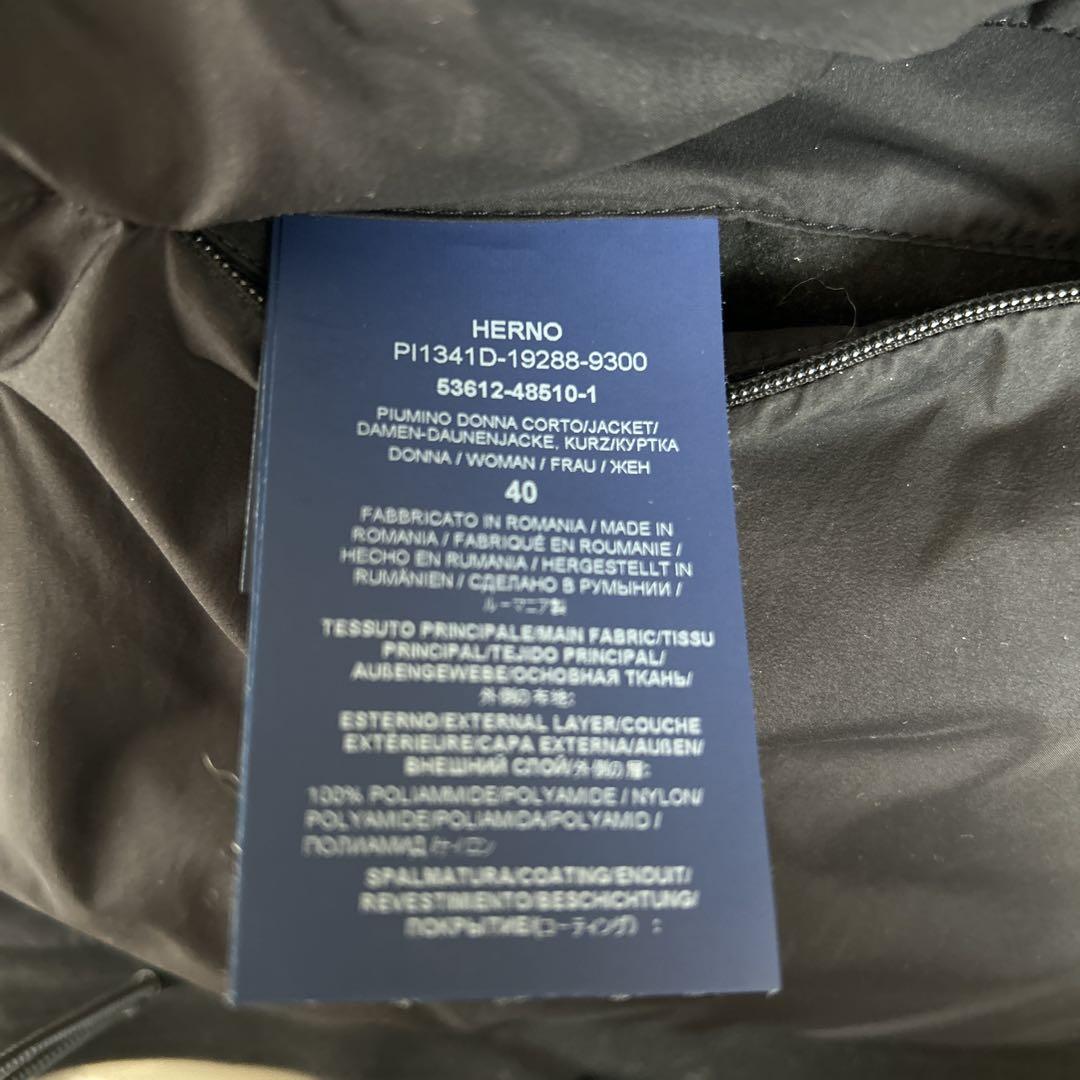 HERNO
PI1341D-19288-9300
53612-48510-1
PIUMINO DONNA CORTO/JACKET/
DAMEN-DAUNENJACKE, KURZ/КУРТКА
DONNA / WOMAN / FRAU / ЖЕН
40
FABBRICATO IN ROMANIA / MADE IN
ROMANIA / FABRIQUÉ EN ROUMANIE /
HECHO EN RUMANIA / HERGESTELLT IN
RUMÄNIEN / СДЕЛАНО В РУМЫНИИ /
ルーマニア製
TESSUTO PRINCIPALE/MAIN FABRIC/TISSU
PRINCIPAL/TEJIDO PRINCIPAL/
AUßENGEWEBE/ОСНОВНАЯ ТКАНЬ/
外側の布地:
ESTERNO/EXTERNAL LAYER/COUCHE
EXTÉRIEURE/CAPA EXTERNA/AUßEN/
ВНЕШНИЙ СЛОЙ/外側の層:
100% POLIAMMIDE/POLYAMIDE / NYLON/
POLYAMIDE/POLIAMIDA/POLYAMID /
ПОЛИАМИД /ナイロン
SPALMATURA/COATING/ENDUIT/
REVESTIMIENTO/BESCHICHTUNG/
ПОКРЫТИЕ/(コーティング) :